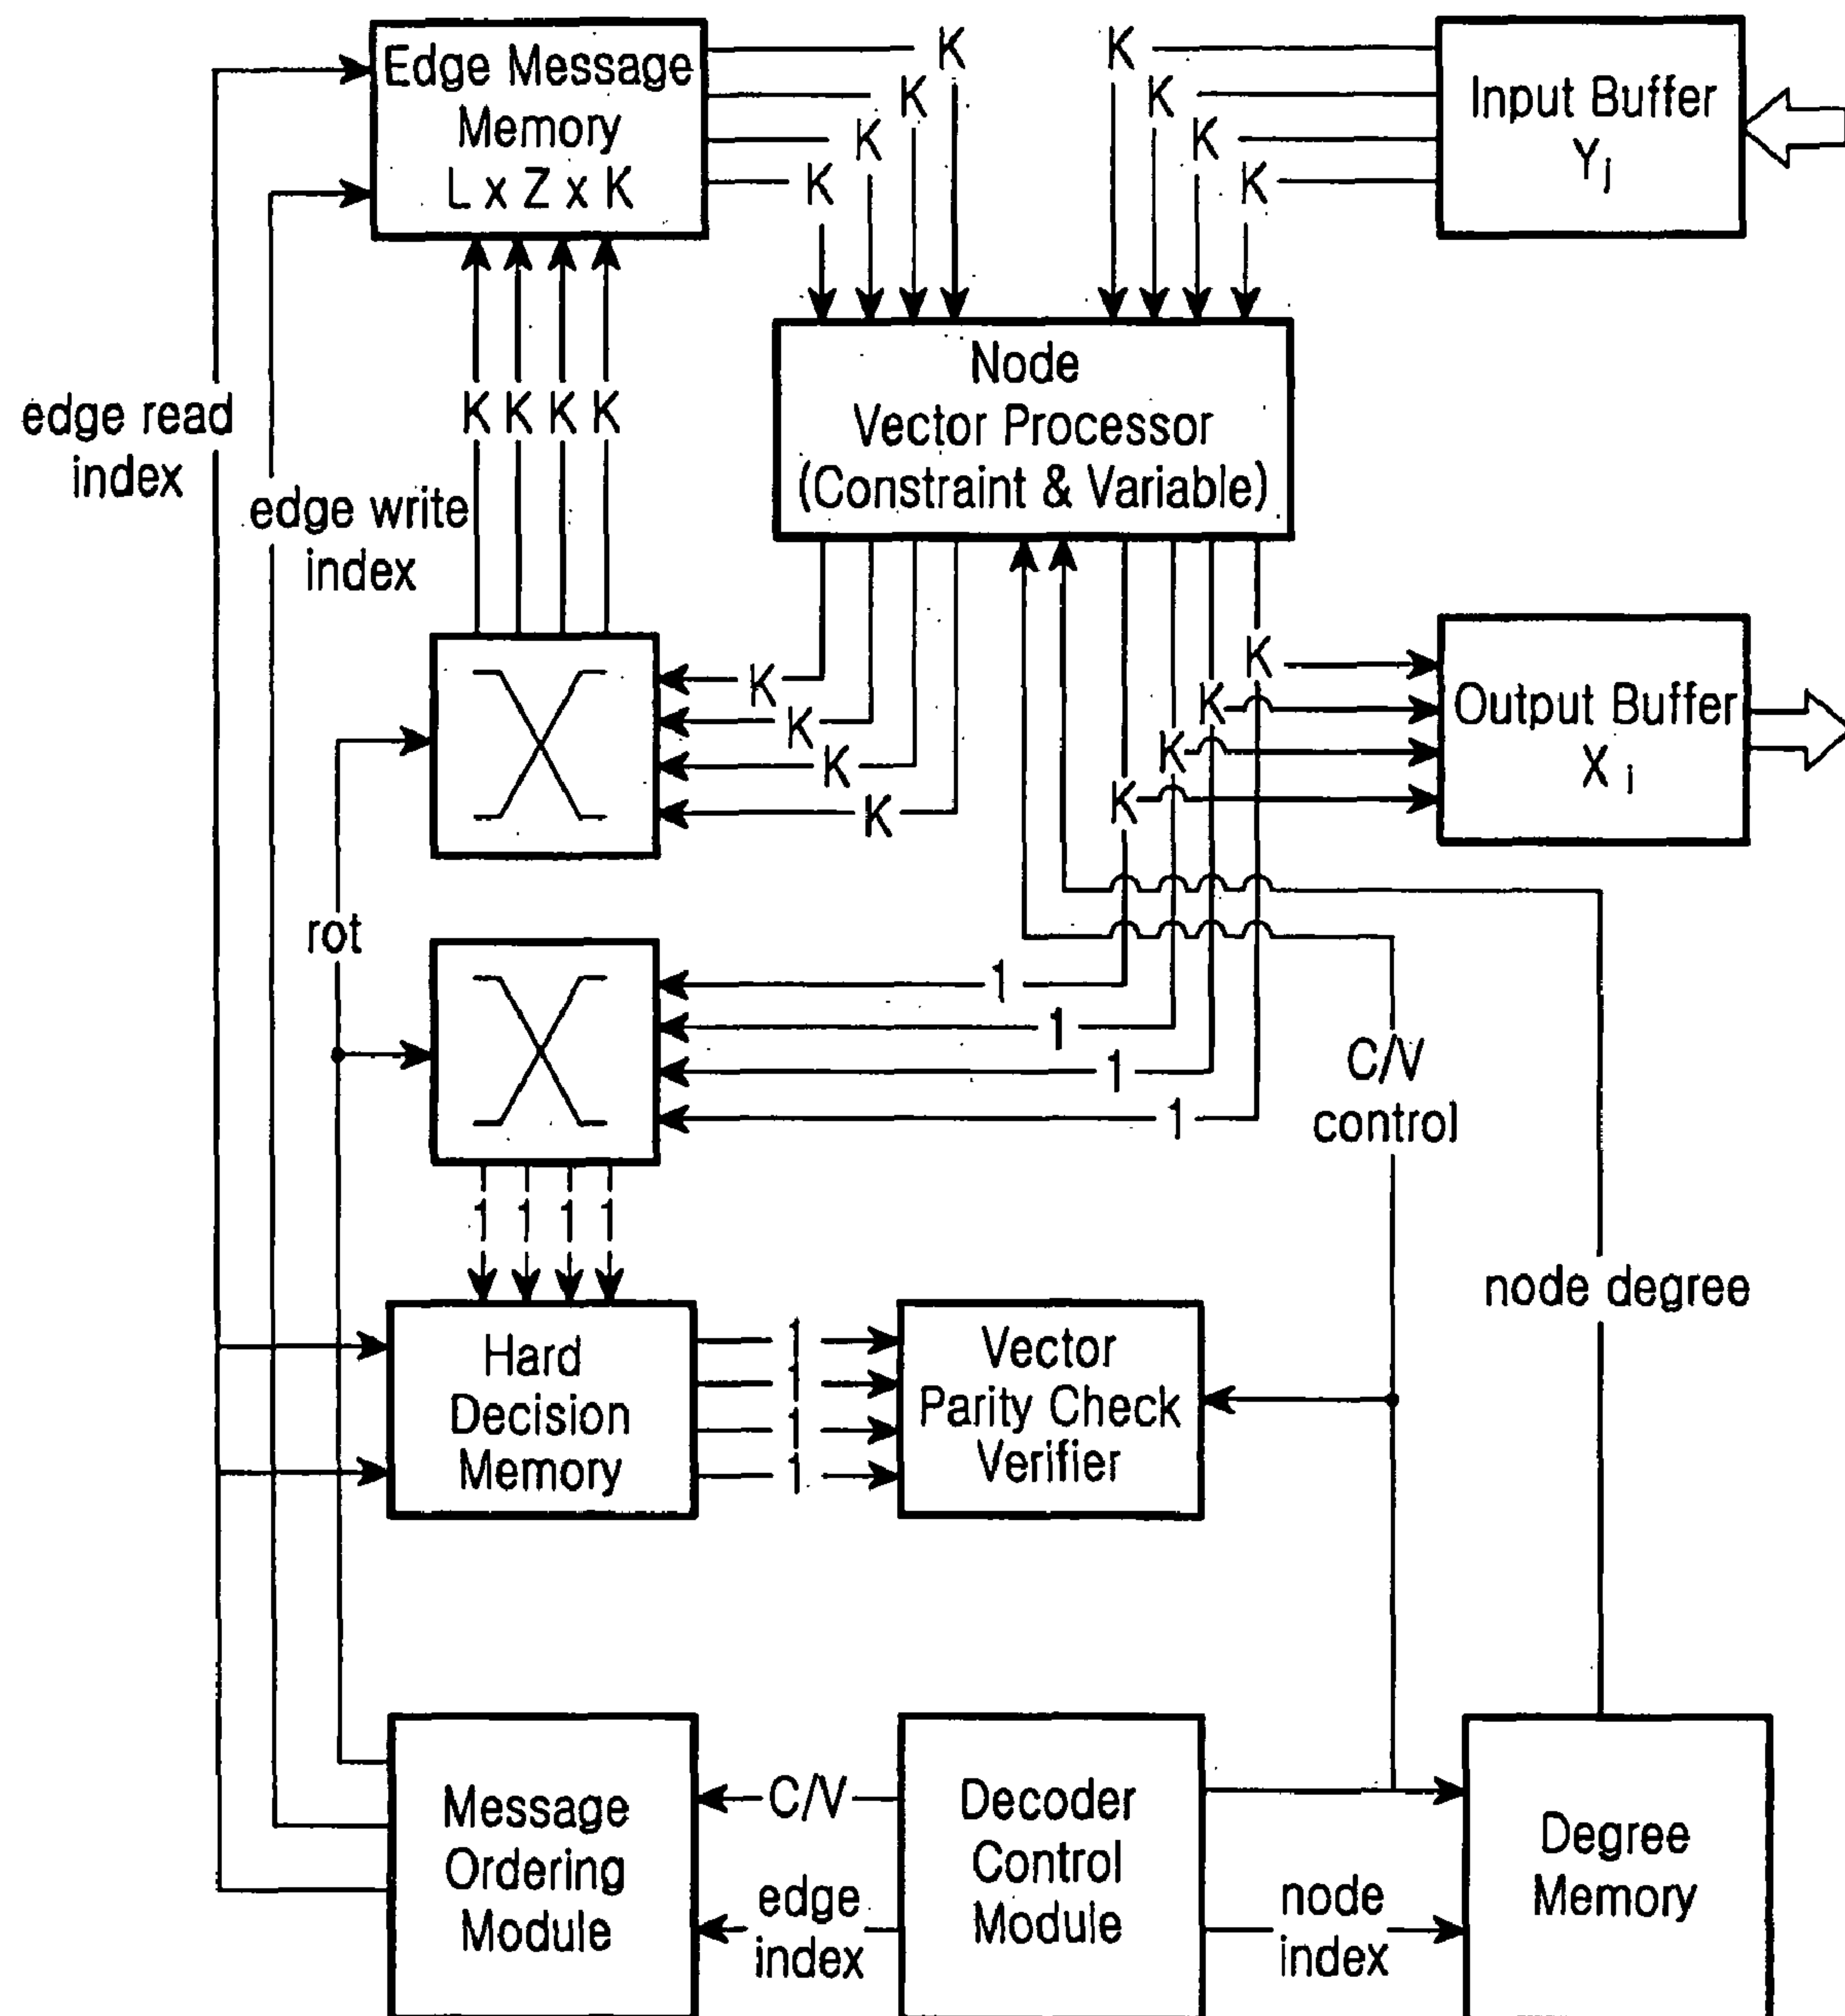 Edge Message
Memory
L x Z x K
K
K
K
K
K
K
K
K
Input Buffer
Yj
Node
Vector Processor
(Constraint & Variable)
edge read
index
K K K K
edge write
index
K
K
K
K
K
K
K
K
Output Buffer
X i
rot
1
1
1
1
C/V
control
1 1 1 1
node degree
Hard
Decision
Memory
1
1
1
1
Vector
Parity Check
Verifier
Message
Ordering
Module
C/V
edge
index
Decoder
Control
Module
node
index
Degree
Memory